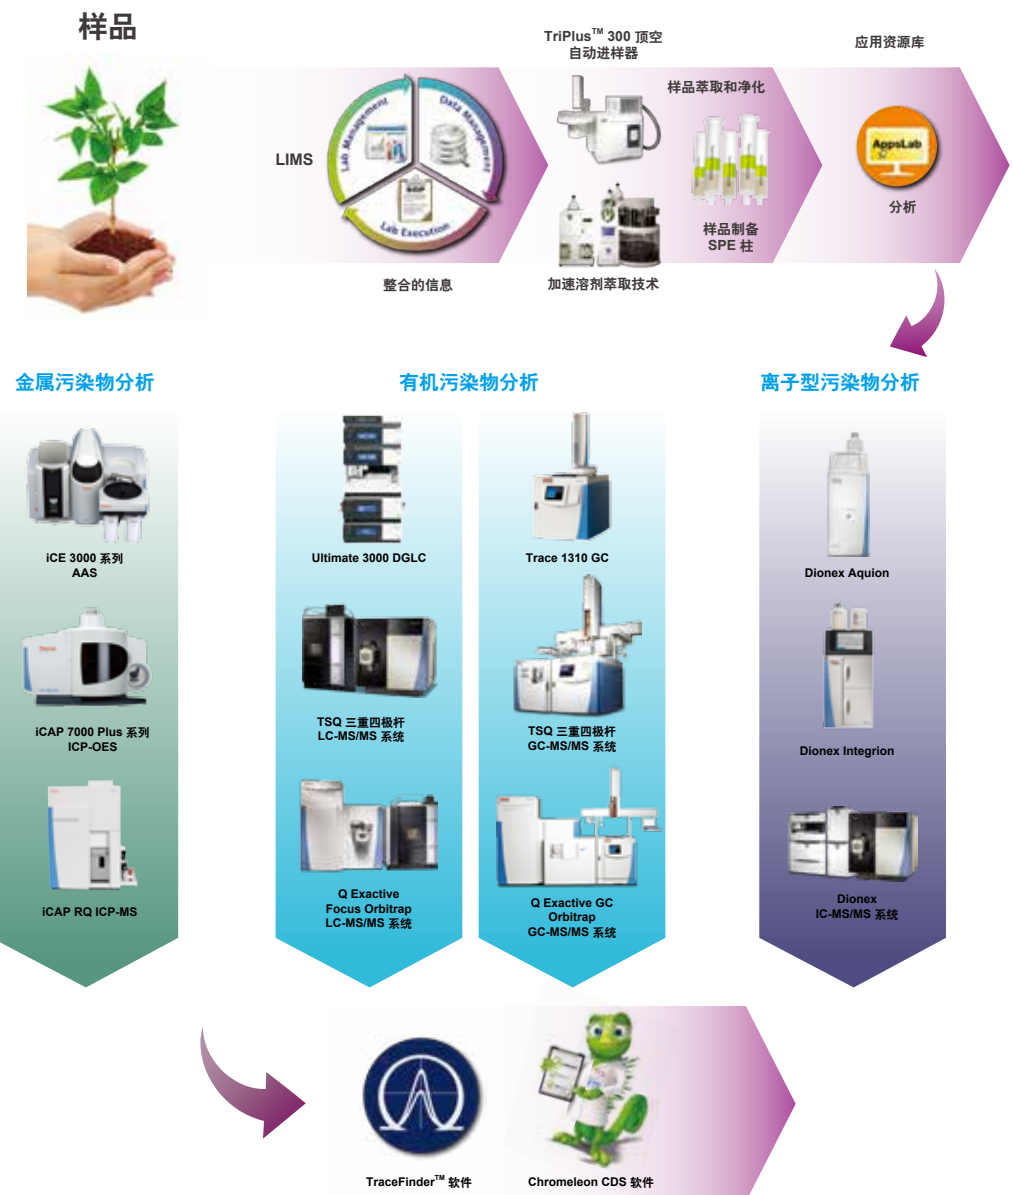 样品
TriPlus™ 300 顶空
自动进样器
应用资源库
样品萃取和净化
LIMS
Lab Management
Data Management
Lab Execution
SOP
AppsLab
分析
样品制备
SPE 柱
整合的信息
加速溶剂萃取技术
金属污染物分析
有机污染物分析
离子型污染物分析
iCE 3000 系列
AAS
Ultimate 3000 DGLC
Trace 1310 GC
Dionex Aquion
iCAP 7000 Plus 系列
ICP-OES
TSQ 三重四极杆
LC-MS/MS 系统
TSQ 三重四极杆
GC-MS/MS 系统
Dionex Integrion
iCAP RQ ICP-MS
Q Exactive
Focus Orbitrap
LC-MS/MS 系统
Q Exactive GC
Orbitrap
GC-MS/MS 系统
Dionex
IC-MS/MS 系统
TraceFinder™ 软件
Chromeleon CDS 软件